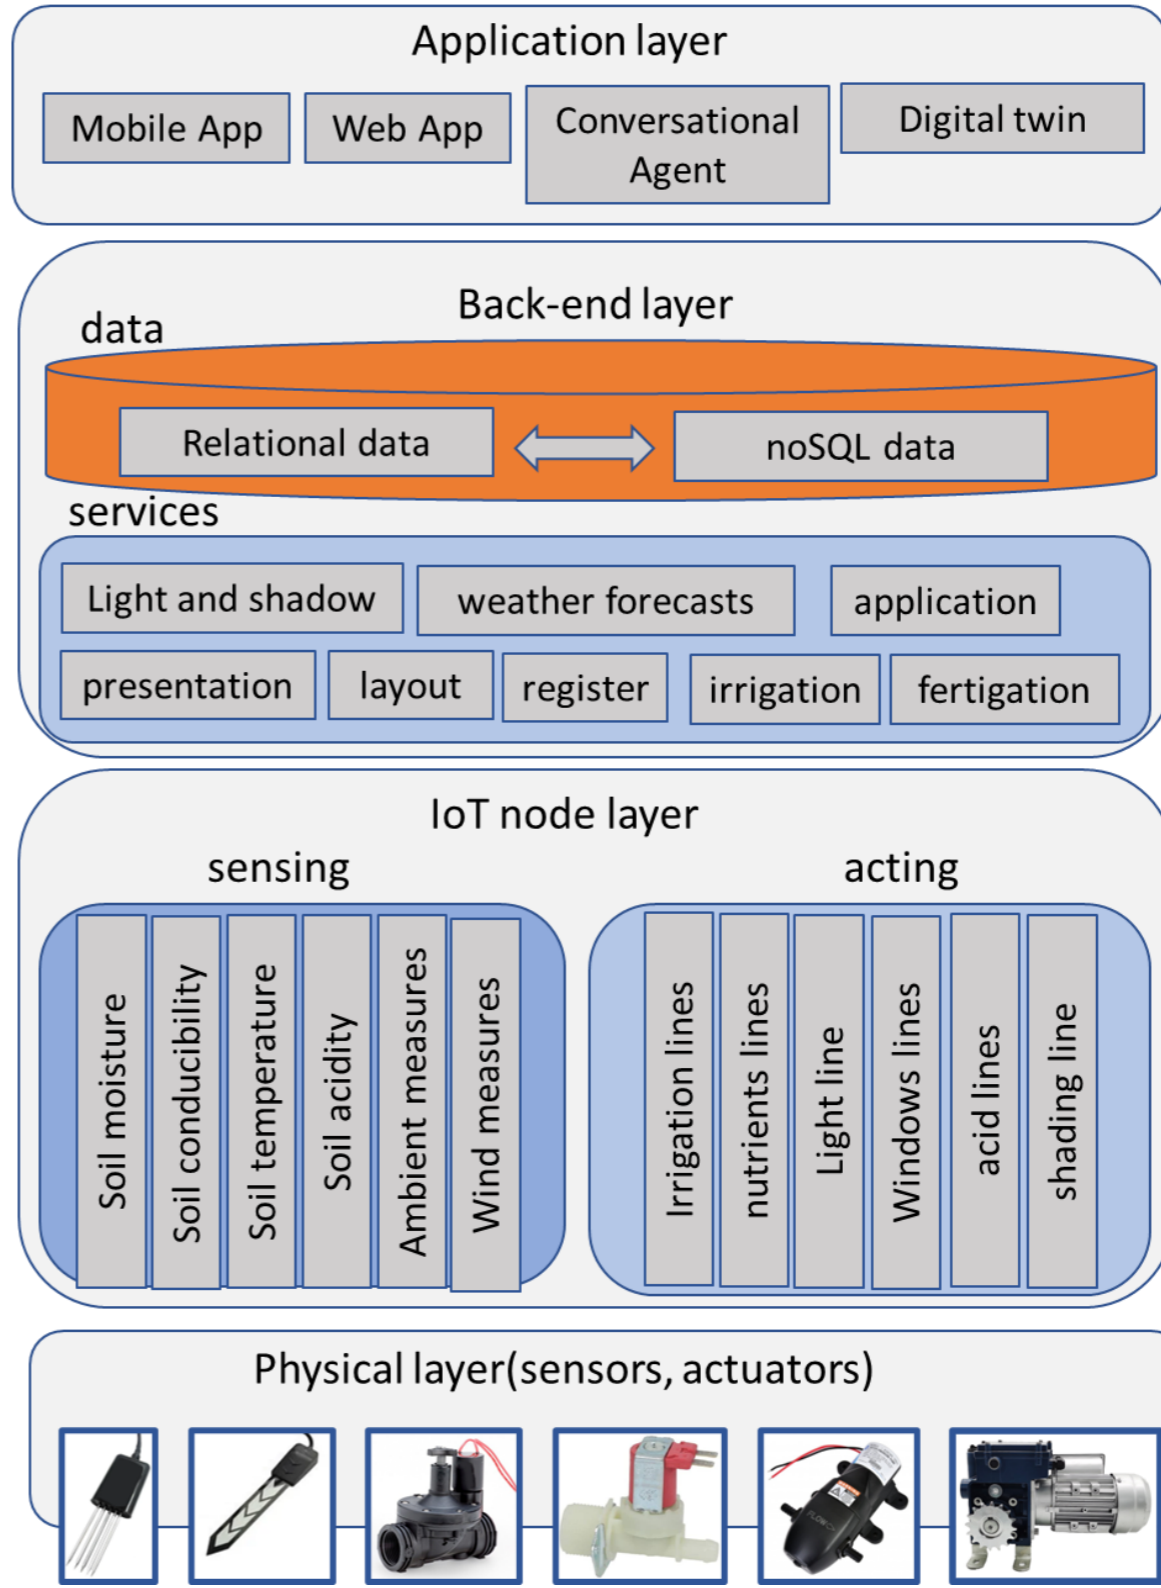 Application layer
Mobile App
Web App
Conversational
Agent
Digital twin
Back-end layer
data
Relational data
noSQL data
services
Light and shadow
weather forecasts
application
presentation
layout
register
irrigation
fertigation
IoT node layer
sensing
acting
Soil moisture
Soil conducibility
Soil temperature
Soil acidity
Ambient measures
Wind measures
Irrigation lines
nutrients lines
Light line
Windows lines
acid lines
shading line
Physical layer(sensors, actuators)